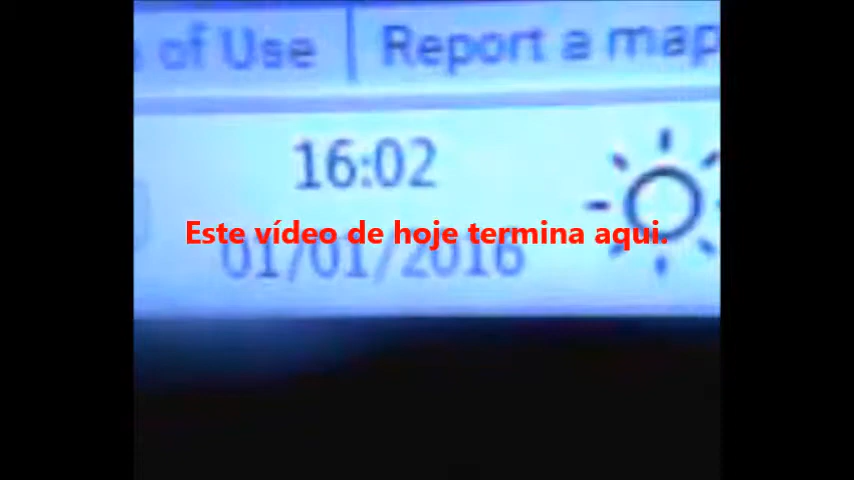 of Use | Report a map
16:02
Este vídeo de hoje termina aqui.
01/01/2016